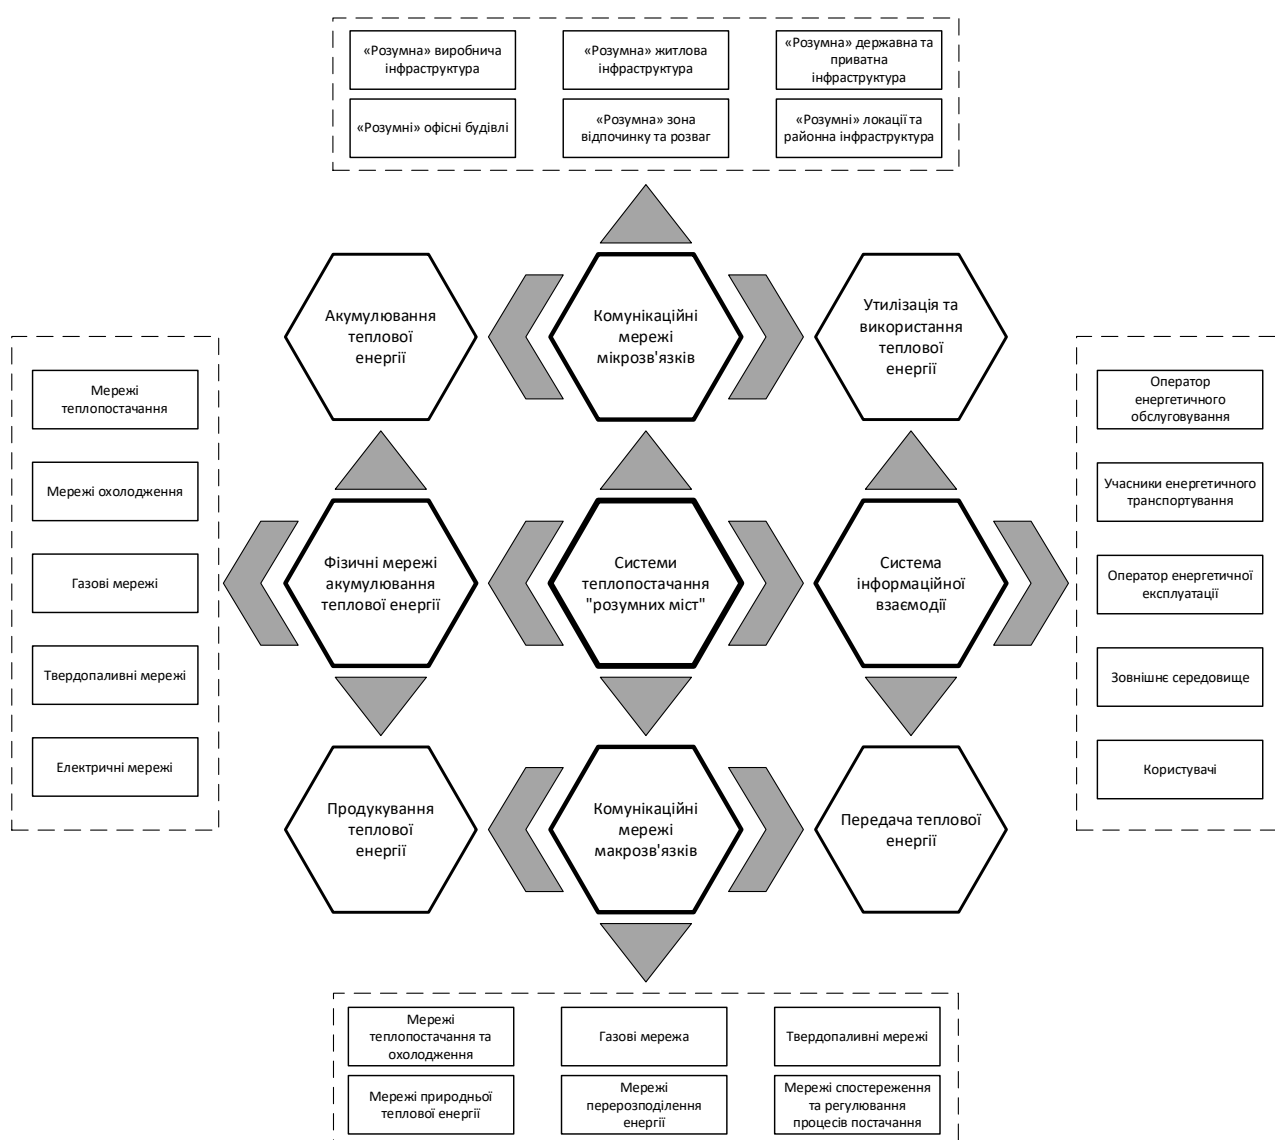 «Розумна» виробнича
інфраструктура
«Розумна» житлова
інфраструктура
«Розумна» державна та
приватна
інфраструктура
«Розумні» офісні будівлі
«Розумна» зона
відпочинку та розваг
«Розумні» локації та
районна інфраструктура
Акумулювання
теплової
енергії
Комунікаційні
мережі
мікрозв'язків
Утилізація та
використання
теплової
енергії
Мережі
теплопостачання
Мережі охолодження
Газові мережі
Твердопаливні мережі
Електричні мережі
Фізичні мережі
акумулювання
теплової енергії
Системи
теплопостачання
"розумних міст"
Система
інформаційної
взаємодії
Оператор
енергетичного
обслуговування
Учасники енергетичного
транспортування
Оператор енергетичної
експлуатації
Зовнішнє середовище
Користувачі
Продукування
теплової
енергії
Комунікаційні
мережі
макрозв'язків
Передача теплової
енергії
Мережі
теплопостачання та
охолодження
Газові мережа
Твердопаливні мережі
Мережі природньої
теплової енергії
Мережі
перерозподілення
енергії
Мережі спостереження
та регулювання
процесів постачання